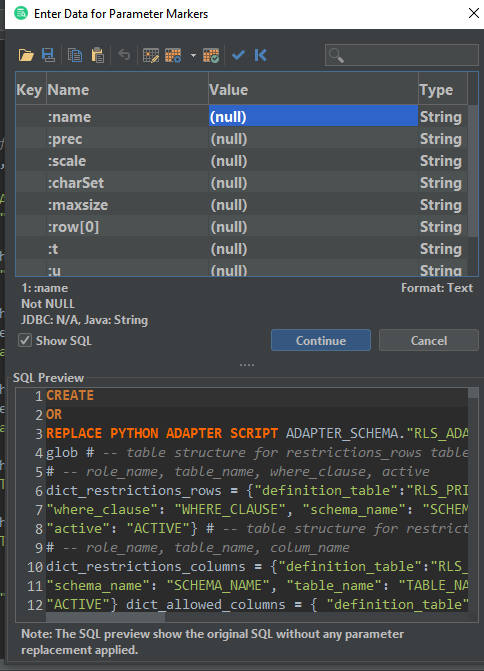 Enter Data for Parameter Markers
Key Name Value Type
:name (null) String
:prec (null) String
:scale (null) String
:charSet (null) String
:maxsize (null) String
:row[0] (null) String
:t (null) String
:u (null) String
1: :name Format: Text
Not NULL
JDBC: N/A, Java: String
Show SQL Continue Cancel
SQL Preview
1 CREATE
2 OR
3 REPLACE PYTHON ADAPTER SCRIPT ADAPTER_SCHEMA."RLS_ADA
4 glob # -- table structure for restrictions_rows table
5 # -- role_name, table_name, where_clause, active
6 dict_restrictions_rows = {"definition_table":"RLS_PRI
7 "where_clause": "WHERE_CLAUSE", "schema_name": "SCHEM
8 "active": "ACTIVE"} # -- table structure for restrict
9 # -- role_name, table_name, colum_name
10 dict_restrictions_columns = {"definition_table":"RLS_
11 "schema_name": "SCHEMA_NAME", "table_name": "TABLE_NA
12 "ACTIVE"} dict_allowed_columns = { "definition_table"
Note: The SQL preview show the original SQL without any parameter
replacement applied.